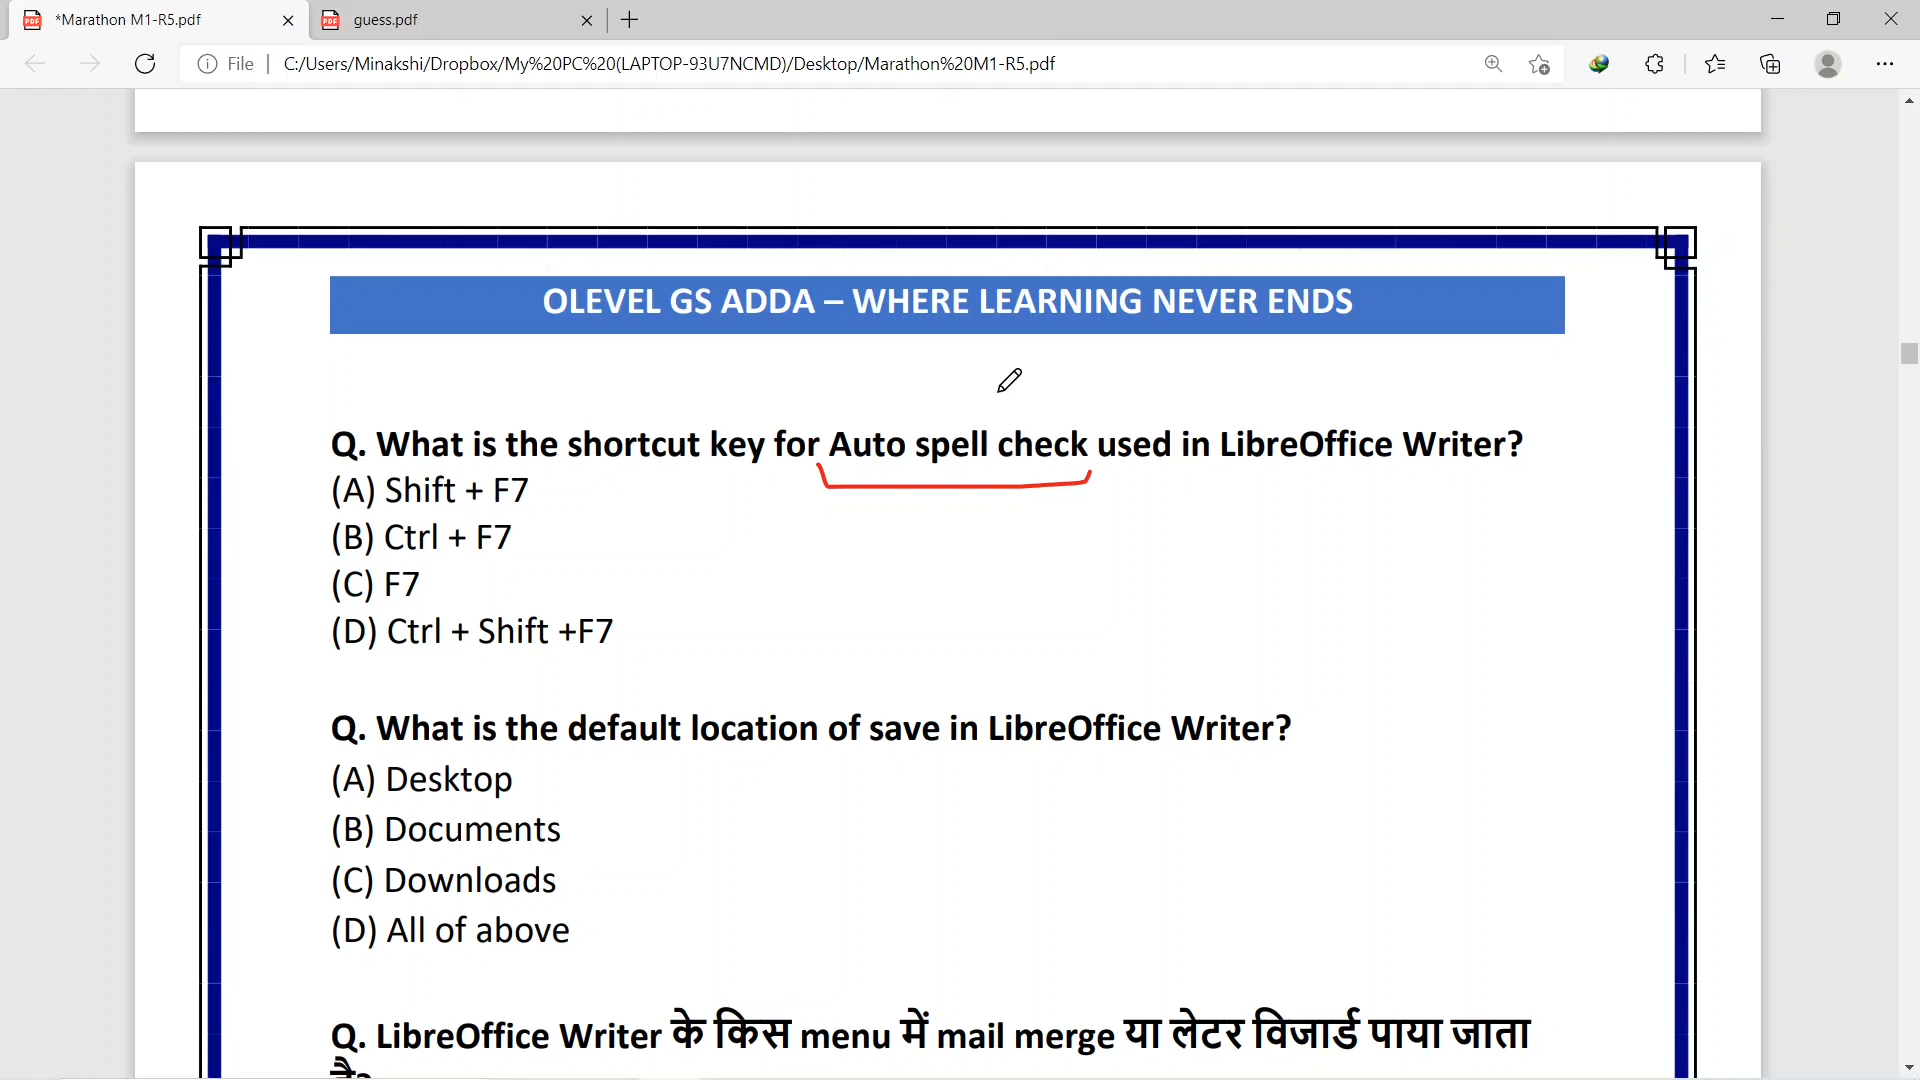 *Marathon M1-R5.pdf
guess.pdf
File
C:/Users/Minakshi/Dropbox/My%20PC%20(LAPTOP-93U7NCMD)/Desktop/Marathon%20M1-R5.pdf
OLEVEL GS ADDA – WHERE LEARNING NEVER ENDS
Q. What is the shortcut key for Auto spell check used in LibreOffice Writer?
(A) Shift + F7
(B) Ctrl + F7
(C) F7
(D) Ctrl + Shift +F7
Q. What is the default location of save in LibreOffice Writer?
(A) Desktop
(B) Documents
(C) Downloads
(D) All of above
Q. LibreOffice Writer के किस menu में mail merge या लेटर विजार्ड पाया जाता